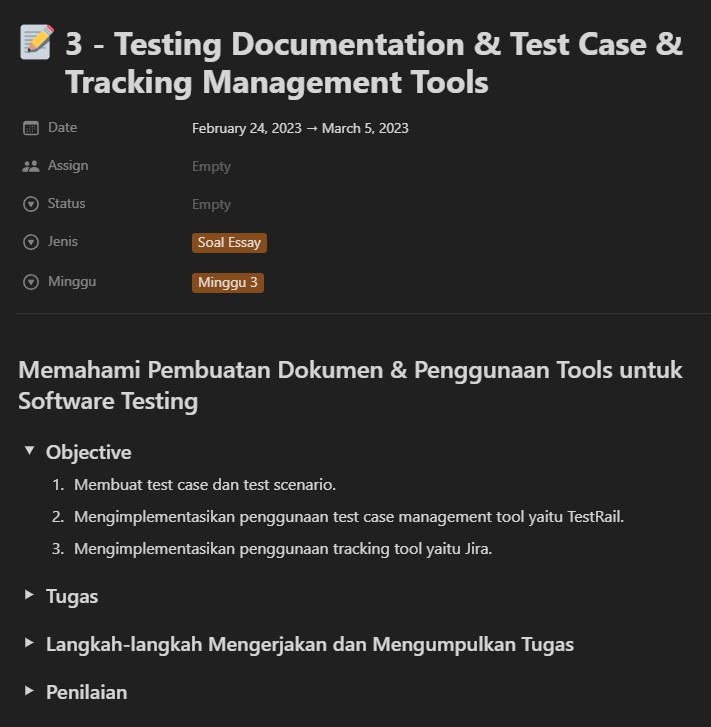 3 - Testing Documentation & Test Case &
Tracking Management Tools
Date February 24, 2023 → March 5, 2023
Assign Empty
Status Empty
Jenis Soal Essay
Minggu Minggu 3
Memahami Pembuatan Dokumen & Penggunaan Tools untuk
Software Testing
Objective
1. Membuat test case dan test scenario.
2. Mengimplementasikan penggunaan test case management tool yaitu TestRail.
3. Mengimplementasikan penggunaan tracking tool yaitu Jira.
Tugas
Langkah-langkah Mengerjakan dan Mengumpulkan Tugas
Penilaian